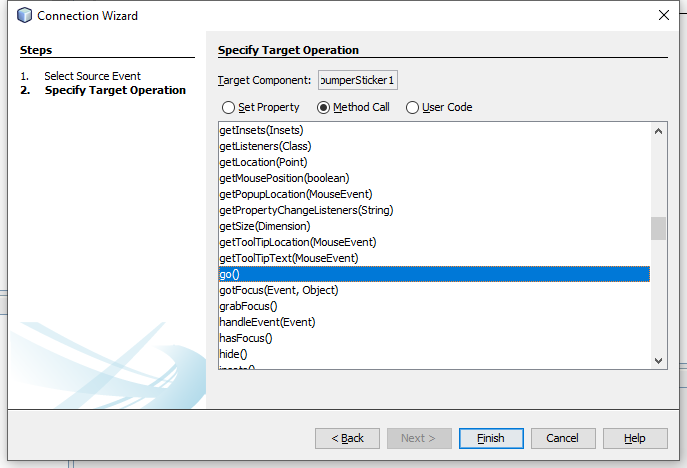 Connection Wizard
Steps
1. Select Source Event
2. Specify Target Operation
Specify Target Operation
Target Component: bumperSticker1
Set Property Method Call User Code
getInsets(Insets)
getListeners(Class)
getLocation(Point)
getMousePosition(boolean)
getPopupLocation(MouseEvent)
getPropertyChangeListeners(String)
getSize(Dimension)
getToolTipLocation(MouseEvent)
getToolTipText(MouseEvent)
go()
gotFocus(Event, Object)
grabFocus()
handleEvent(Event)
hasFocus()
hide()
insets()
< Back Next > Finish Cancel Help